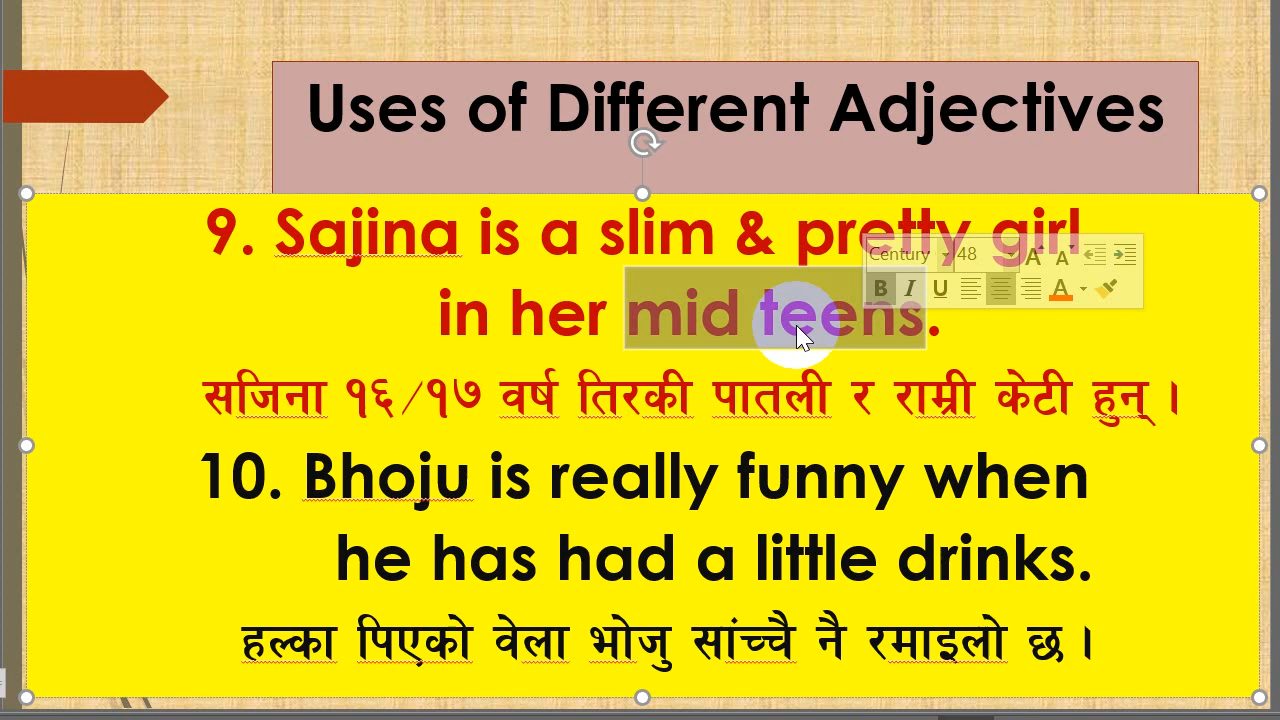 Uses of Different Adjectives
9. Sajina is a slim & pretty girl
Century 48
B I U A
in her mid teens.
सजिना १६/१७ वर्ष तिरकी पातली र राम्री केटी हुन् ।
10. Bhoju is really funny when
he has had a little drinks.
हल्का पिएको वेला भोजु सांच्चै नै रमाइलो छ ।